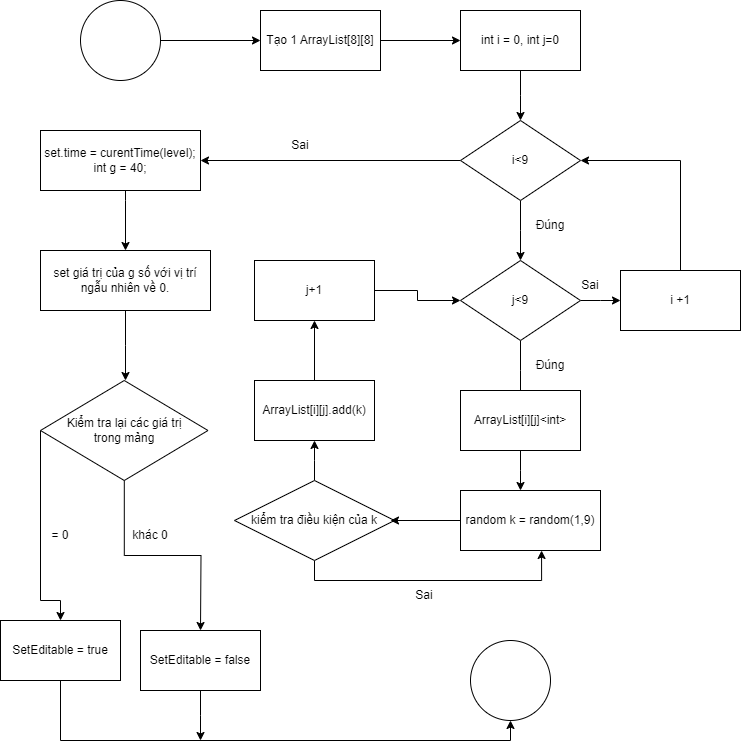 Tạo 1 ArrayList[8][8]
int i = 0, int j=0
Sai
set.time = curentTime(level);
int g = 40;
i<9
Đúng
set giá trị của g số với vị trí
ngẫu nhiên về 0.
j+1
j<9
Sai
i +1
Đúng
ArrayList[i][j].add(k)
ArrayList[i][j]<int>
Kiểm tra lại các giá trị
trong mảng
kiểm tra điều kiện của k
random k = random(1,9)
= 0
khác 0
Sai
SetEditable = true
SetEditable = false